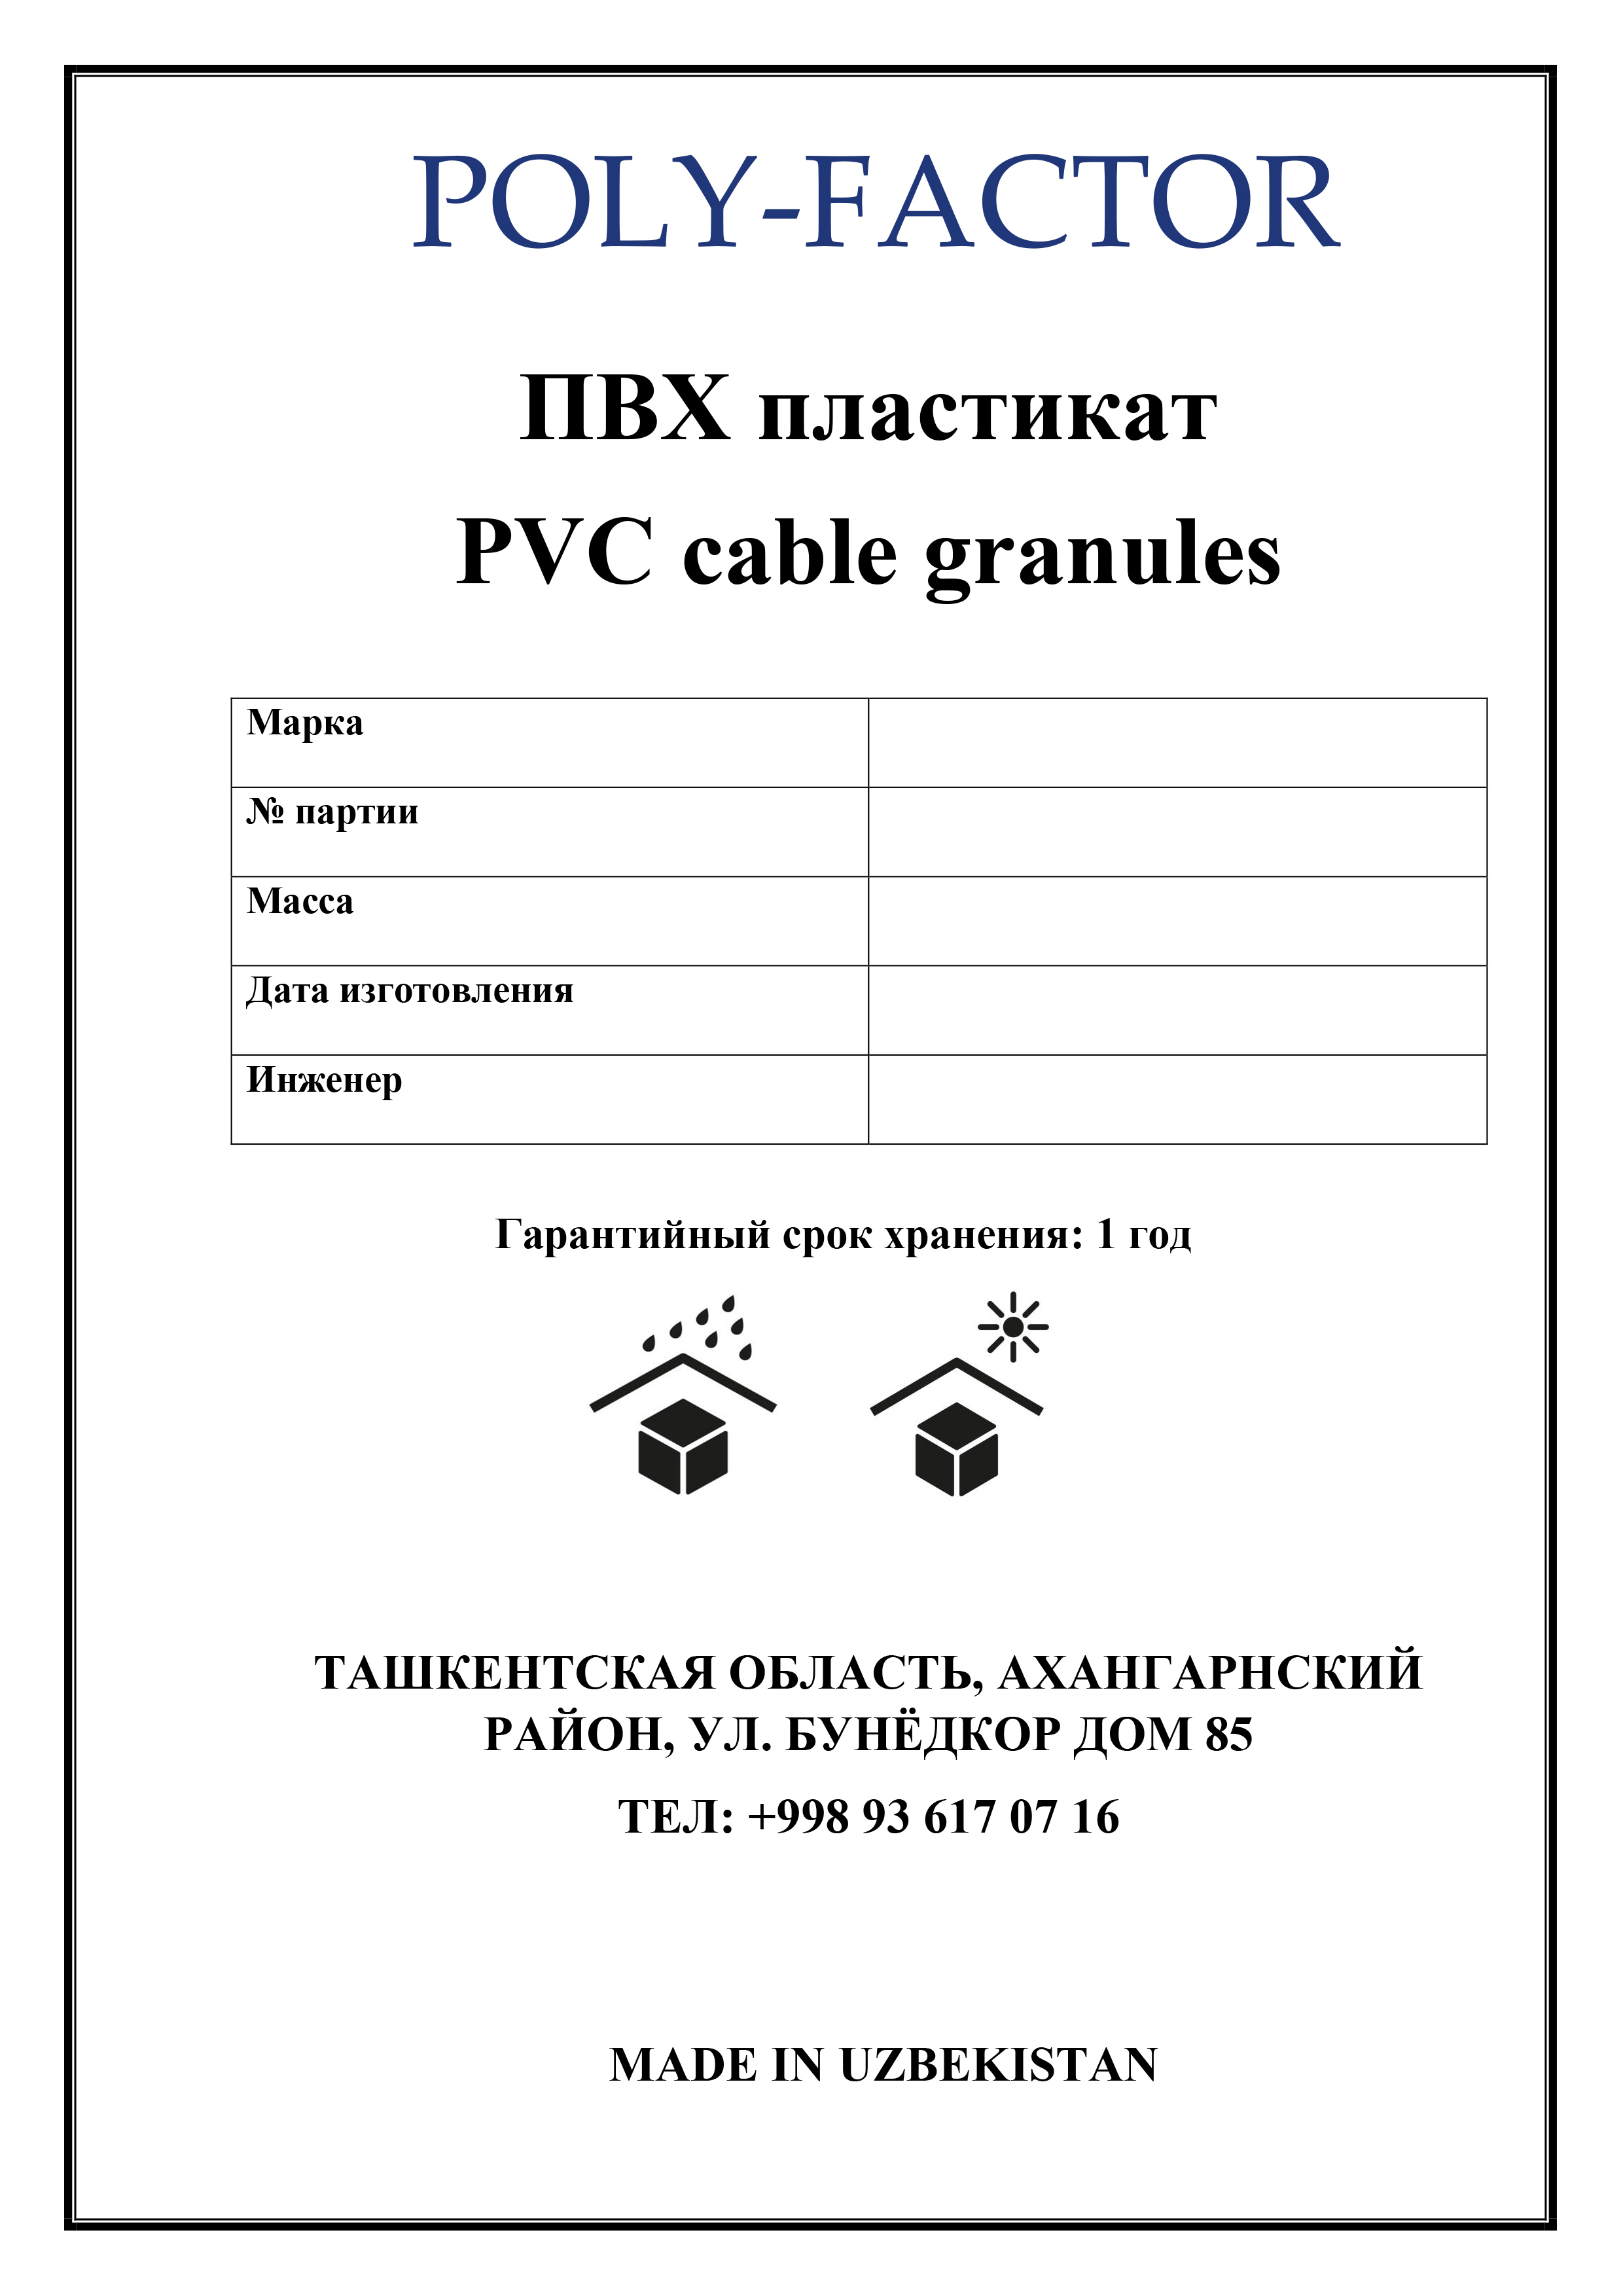 POLY-FACTOR
ПВХ пластикат
PVC cable granules
Марка
№ партии
Масса
Дата изготовления
Инженер
Гарантийный срок хранения: 1 год
ТАШКЕНТСКАЯ ОБЛАСТЬ, АХАНГАРНСКИЙ
РАЙОН, УЛ. БУНЁДКОР ДОМ 85
ТЕЛ: +998 93 617 07 16
MADE IN UZBEKISTAN